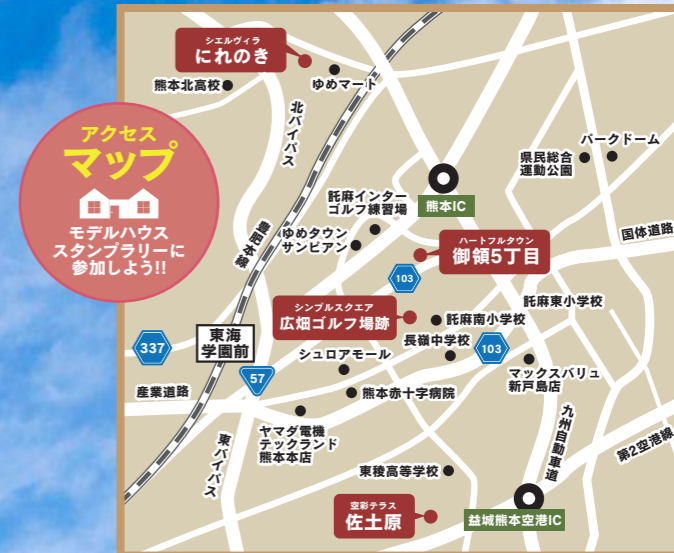 アクセス
マップ
モデルハウス
スタンプラリーに
参加しよう!!
シエルヴィラ
にれのき
熊本北高校
ゆめマート
北バイパス
豊肥本線
パークドーム
県民総合
運動公園
託麻インター
ゴルフ練習場
熊本IC
ゆめタウン
サンピアン
国体道路
ハートフルタウン
御領5丁目
103
シンプルスクエア
広畑ゴルフ場跡
託麻東小学校
託麻南小学校
長嶺中学校
103
337
東海
学園前
シュロアモール
57
マックスバリュ
新戸島店
産業道路
熊本赤十字病院
ヤマダ電機
テックランド
熊本本店
東バイパス
九州自動車道
第2空港線
東稜高等学校
空彩テラス
佐土原
益城熊本空港IC